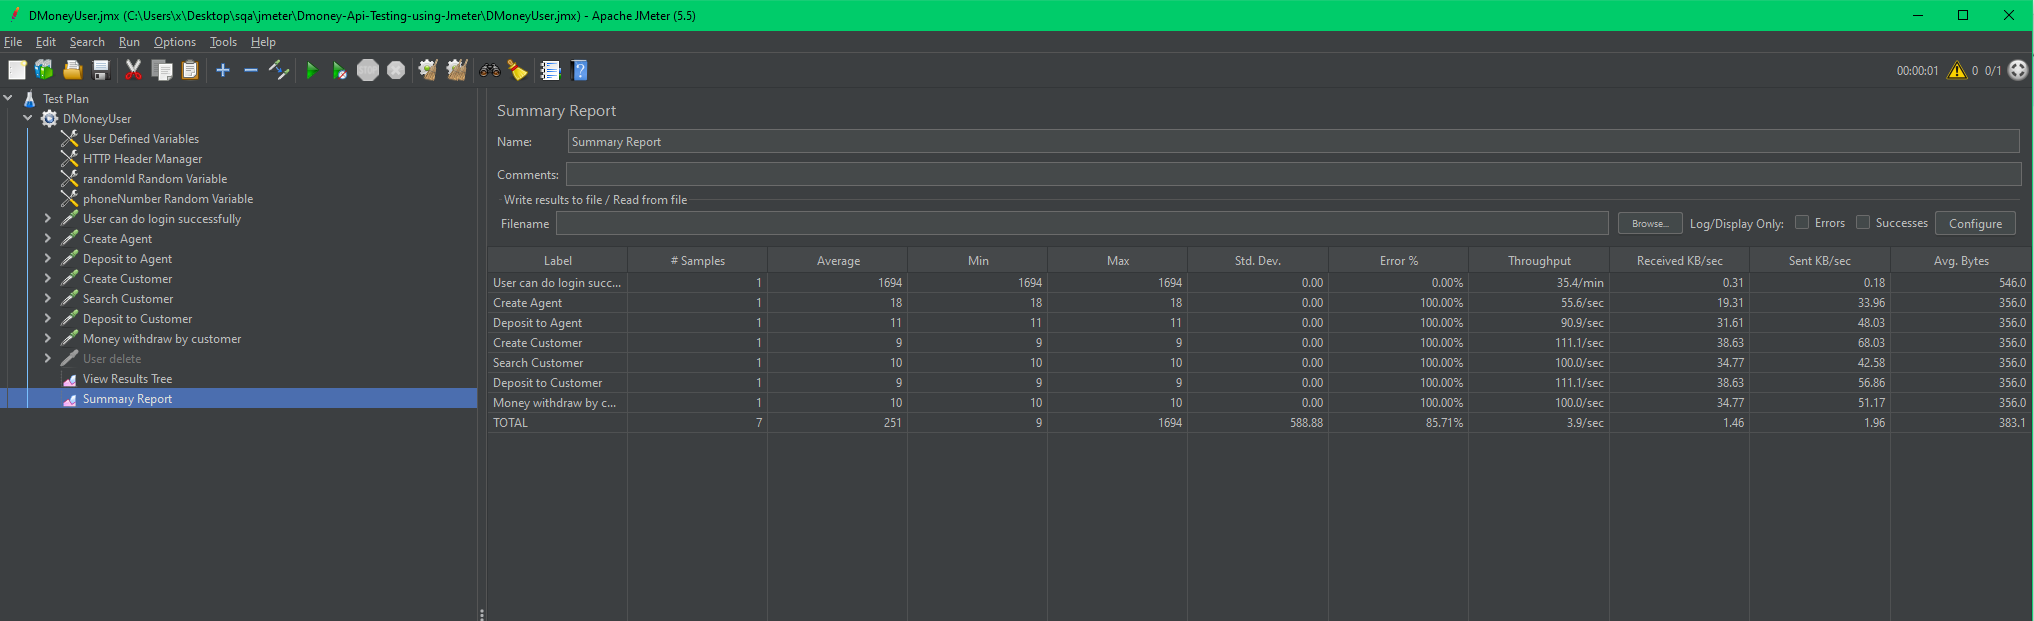 DMoneyUser.jmx (C:\Users\x\Desktop\sqa\jmeter\Dmoney-Api-Testing-using-Jmeter\DMoneyUser.jmx) - Apache JMeter (5.5)
File Edit Search Run Options Tools Help
00:00:01 0 0/1
Test Plan
DMoneyUser
User Defined Variables
HTTP Header Manager
randomId Random Variable
phoneNumber Random Variable
User can do login successfully
Create Agent
Deposit to Agent
Create Customer
Search Customer
Deposit to Customer
Money withdraw by customer
User delete
View Results Tree
Summary Report
Summary Report
Name: Summary Report
Comments:
Write results to file / Read from file
Filename Browse... Log/Display Only: Errors Successes Configure
Label # Samples Average Min Max Std. Dev. Error % Throughput Received KB/sec Sent KB/sec Avg. Bytes
User can do login succ... 1 1694 1694 1694 0.00 0.00% 35.4/min 0.31 0.18 546.0
Create Agent 1 18 18 18 0.00 100.00% 55.6/sec 19.31 33.96 356.0
Deposit to Agent 1 11 11 11 0.00 100.00% 90.9/sec 31.61 48.03 356.0
Create Customer 1 9 9 9 0.00 100.00% 111.1/sec 38.63 68.03 356.0
Search Customer 1 10 10 10 0.00 100.00% 100.0/sec 34.77 42.58 356.0
Deposit to Customer 1 9 9 9 0.00 100.00% 111.1/sec 38.63 56.86 356.0
Money withdraw by c... 1 10 10 10 0.00 100.00% 100.0/sec 34.77 51.17 356.0
TOTAL 7 251 9 1694 588.88 85.71% 3.9/sec 1.46 1.96 383.1